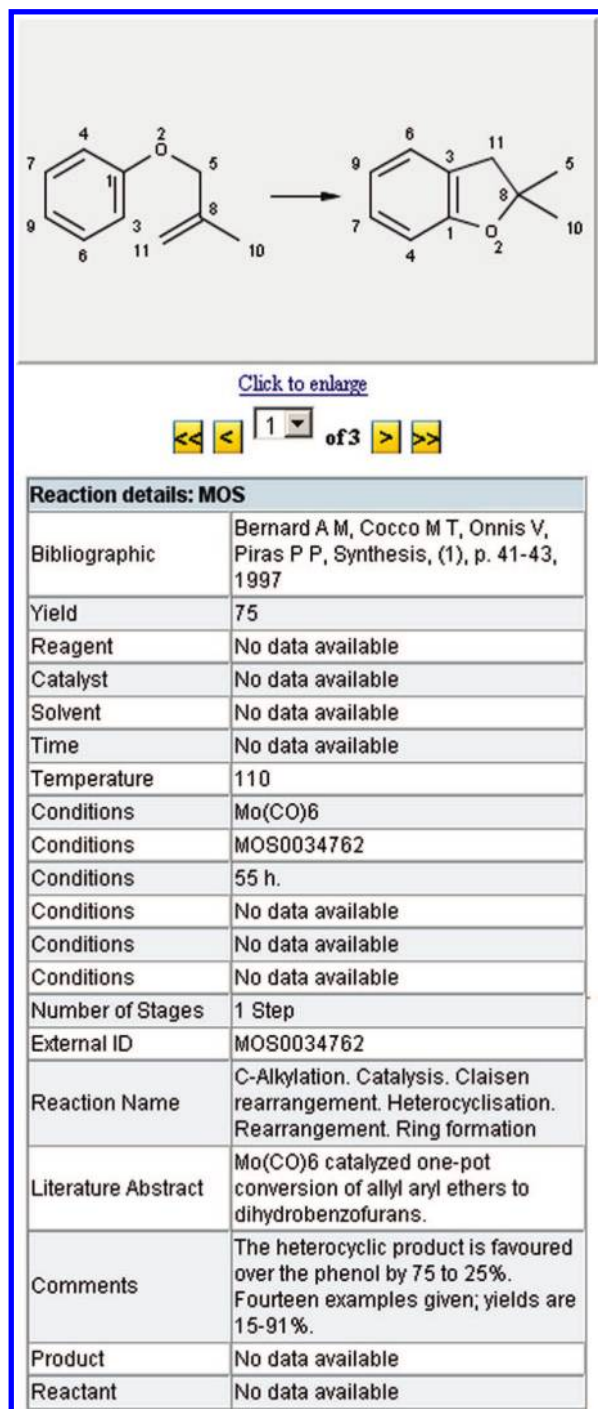 4
O
2
7
1
5
9
3
8
6
11
10
6
11
9
3
5
8
7
1
O
10
4
2
Click to enlarge
<< < 1 of 3 > >>
Reaction details: MOS
Bibliographic
Bernard A M, Cocco M T, Onnis V,
Piras P P, Synthesis, (1), p. 41-43,
1997
Yield 75
Reagent No data available
Catalyst No data available
Solvent No data available
Time No data available
Temperature 110
Conditions Mo(CO)6
Conditions MOS0034762
Conditions 55 h.
Conditions No data available
Conditions No data available
Conditions No data available
Number of Stages 1 Step
External ID MOS0034762
Reaction Name
C-Alkylation. Catalysis. Claisen
rearrangement. Heterocyclisation.
Rearrangement. Ring formation
Literature Abstract
Mo(CO)6 catalyzed one-pot
conversion of allyl aryl ethers to
dihydrobenzofurans.
Comments
The heterocyclic product is favoured
over the phenol by 75 to 25%.
Fourteen examples given; yields are
15-91%.
Product No data available
Reactant No data available